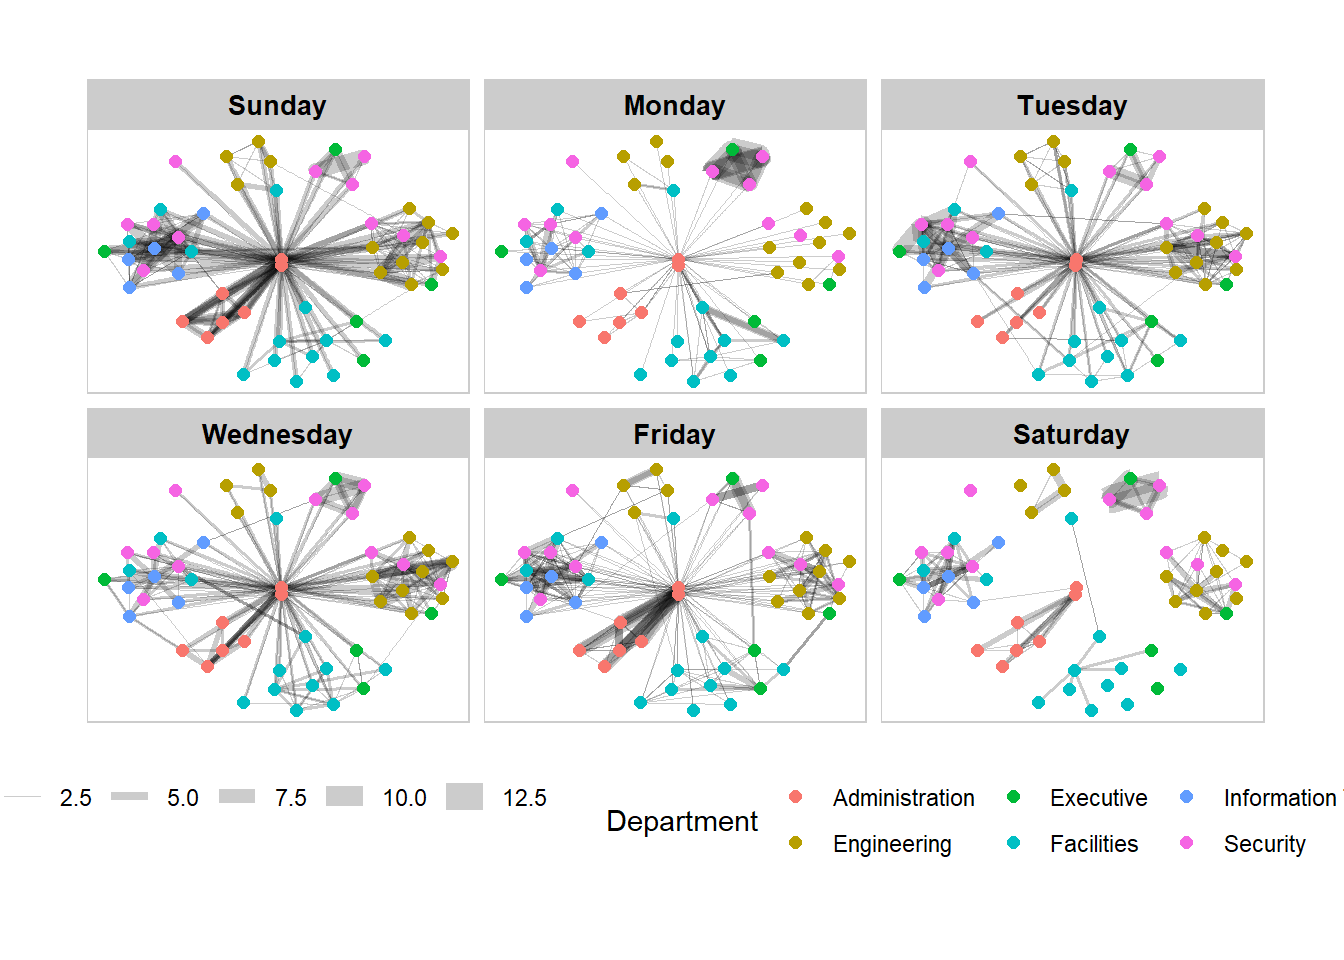 Sunday
Monday
Tuesday
Wednesday
Friday
Saturday
2.5 5.0 7.5 10.0 12.5
Department
Administration Executive Information
Engineering Facilities Security